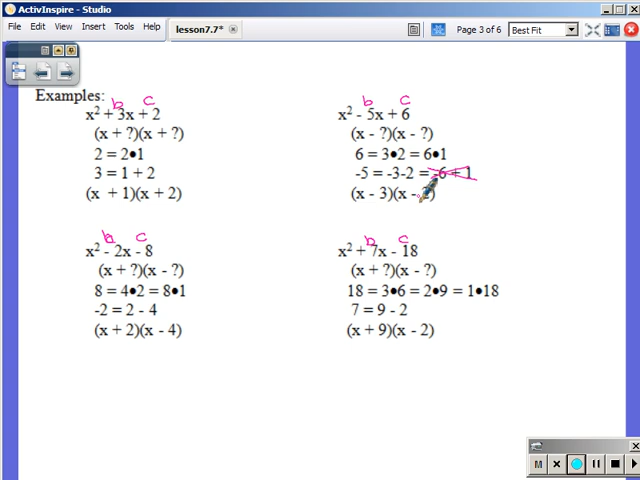 ActivInspire - Studio
File Edit View Insert Tools Help
lesson7.7*
Page 3 of 6
Best Fit
Examples:
b c
x² + 3x + 2
(x + ?)(x + ?)
2 = 2•1
3 = 1 + 2
(x + 1)(x + 2)
b c
x² - 5x + 6
(x - ?)(x - ?)
6 = 3•2 = 6•1
-5 = -3-2 = -6 + 1
(x - 3)(x - 2)
b c
x² - 2x - 8
(x + ?)(x - ?)
8 = 4•2 = 8•1
-2 = 2 - 4
(x + 2)(x - 4)
b c
x² + 7x - 18
(x + ?)(x - ?)
18 = 3•6 = 2•9 = 1•18
7 = 9 - 2
(x + 9)(x - 2)
M